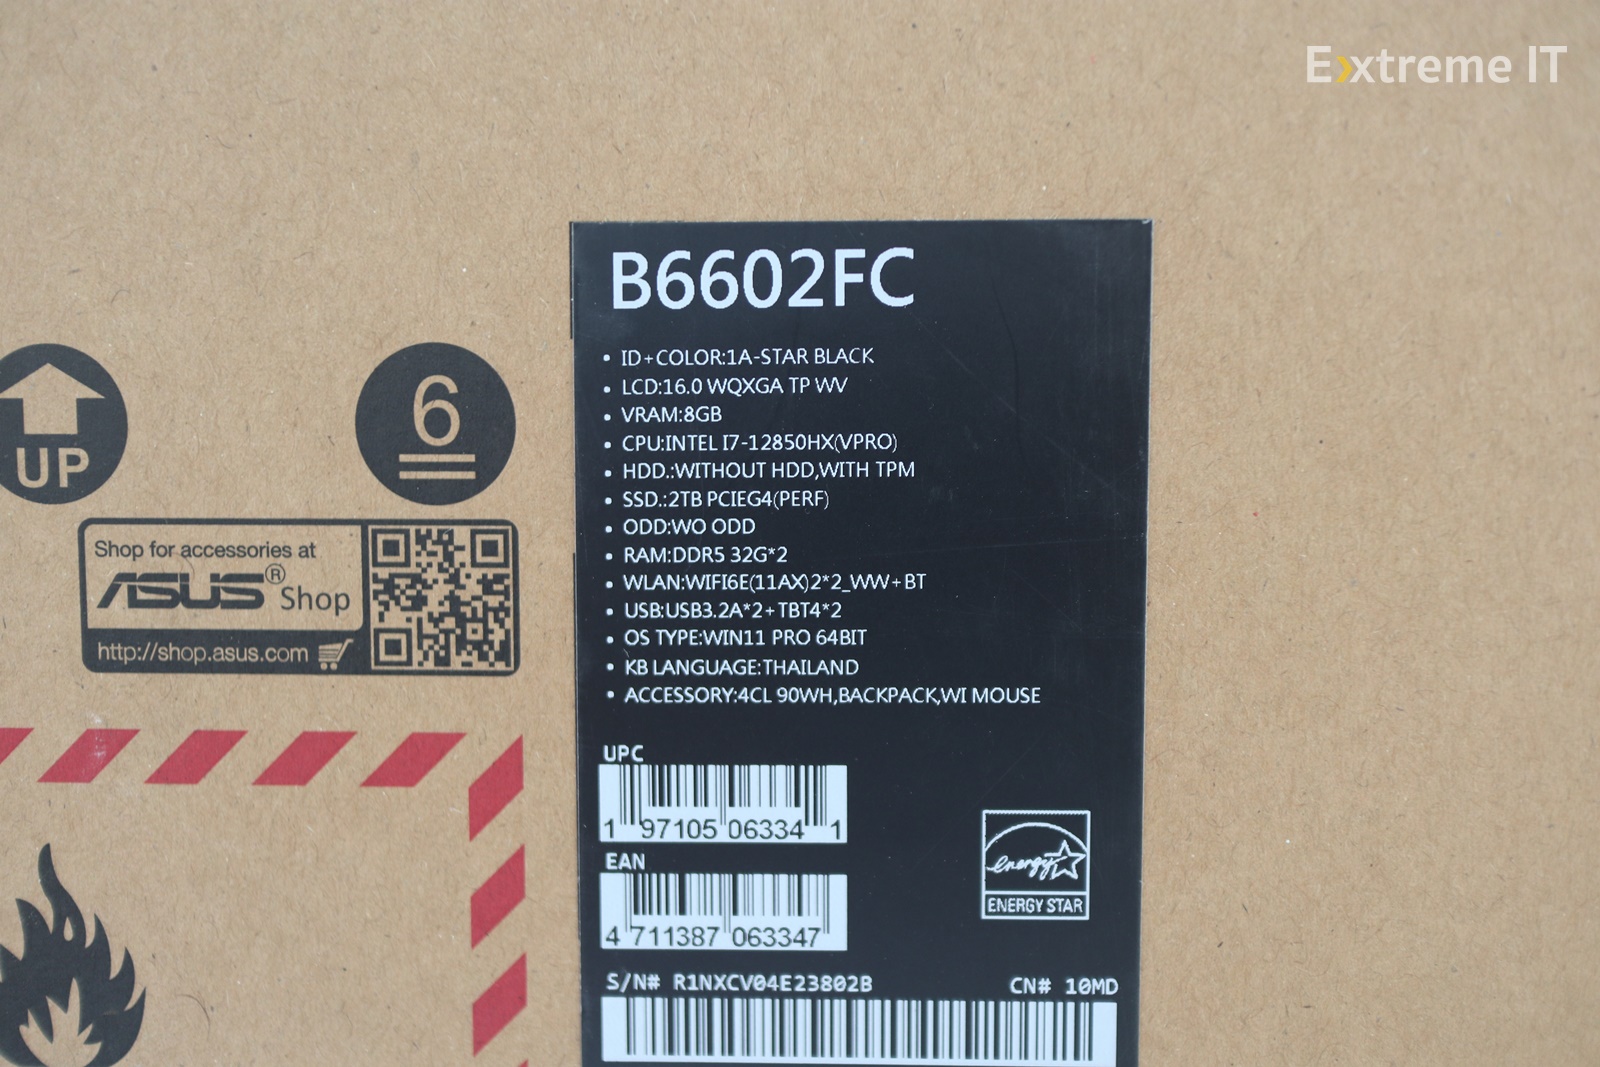 Extreme IT
B6602FC
• ID+COLOR:1A-STAR BLACK
• LCD:16.0 WQXGA TP WV
• VRAM:8GB
• CPU:INTEL I7-12850HX(VPRO)
• HDD.:WITHOUT HDD,WITH TPM
• SSD.:2TB PCIEG4(PERF)
• ODD:WO ODD
• RAM:DDR5 32G*2
• WLAN:WIFI6E(11AX)2*2_WW+BT
• USB:USB3.2A*2+TBT4*2
• OS TYPE:WIN11 PRO 64BIT
• KB LANGUAGE:THAILAND
• ACCESSORY:4CL 90WH,BACKPACK,WI MOUSE
UPC
1 97105 06334 1
EAN
4 711387 063347
energy
ENERGY STAR
S/N# R1NXCV04E23802B CN# 10MD
UP
6
Shop for accessories at
ASUS® Shop
http://shop.asus.com